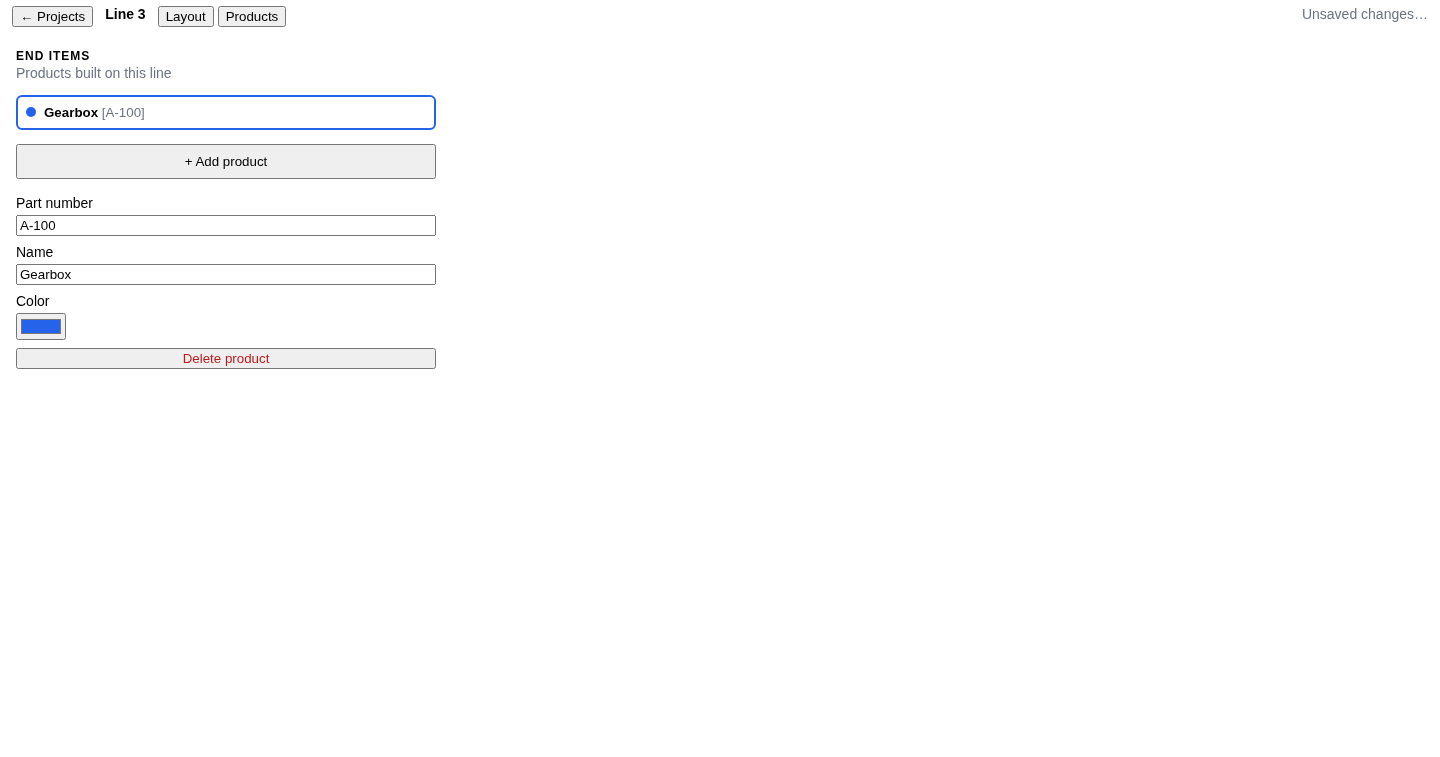 ← Projects Line 3 Layout Products Unsaved changes…
END ITEMS
Products built on this line
Gearbox [A-100]
+ Add product
Part number
A-100
Name
Gearbox
Color
Delete product